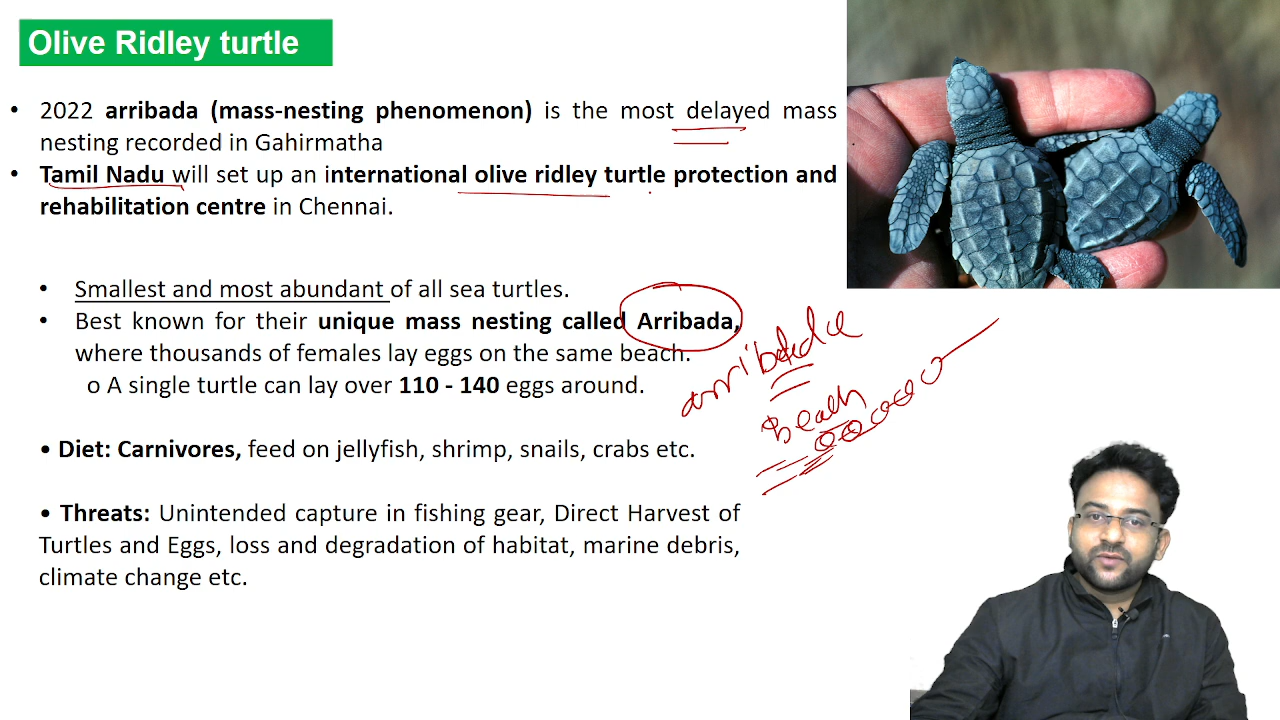 Olive Ridley turtle
• 2022 arribada (mass-nesting phenomenon) is the most delayed mass
nesting recorded in Gahirmatha
• Tamil Nadu will set up an international olive ridley turtle protection and
rehabilitation centre in Chennai.
• Smallest and most abundant of all sea turtles.
• Best known for their unique mass nesting called Arribada,
where thousands of females lay eggs on the same beach.
o A single turtle can lay over 110 - 140 eggs around.
arribada
Beach
• Diet: Carnivores, feed on jellyfish, shrimp, snails, crabs etc.
• Threats: Unintended capture in fishing gear, Direct Harvest of
Turtles and Eggs, loss and degradation of habitat, marine debris,
climate change etc.